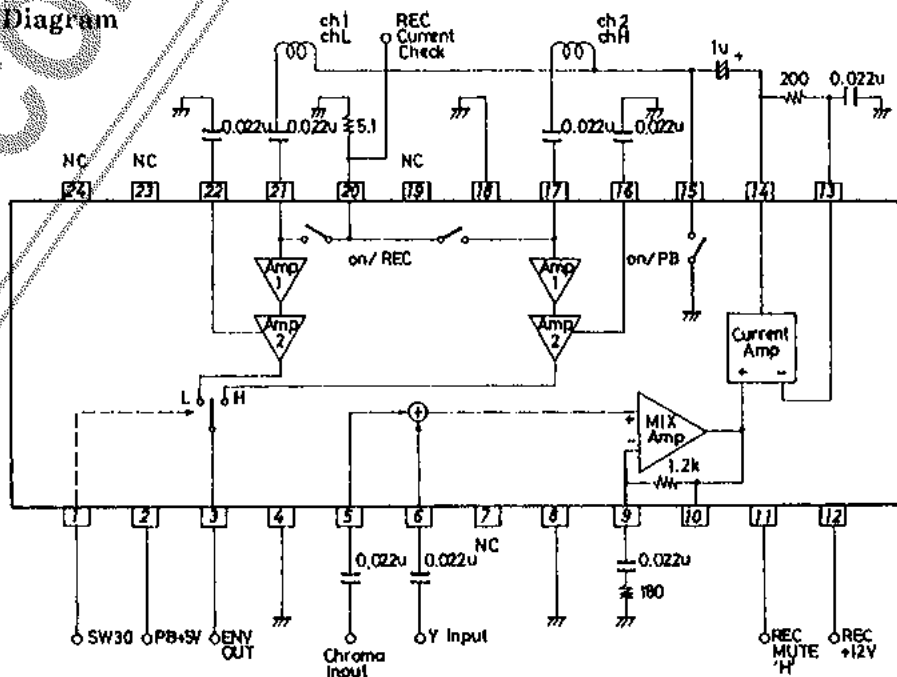 Diagram
ch1
chL
REC
Current
Check
ch2
chH
1u +
200
0.022u
0.022u
0.022u
5.1
0.022u
0.022u
NC
NC
NC
24
23
22
21
20
19
18
17
16
15
14
13
on/REC
on/PB
Amp
1
Amp
1
Amp
2
Amp
2
Current
Amp
+ -
L
H
+
+
-
MIX
Amp
1.2k
1
2
3
4
5
6
7
8
9
10
11
12
NC
0.022u
0.022u
0.022u
180
SW30
PB+5V
ENV
OUT
Chroma
Input
Y Input
REC
MUTE
'H'
REC
+12V